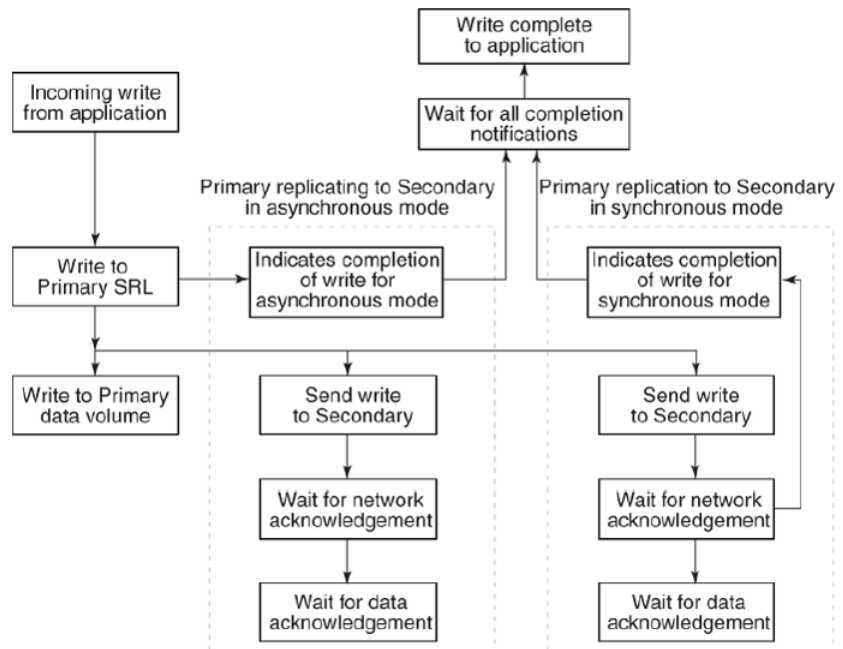 Write complete
to application
Incoming write
from application
Wait for all completion
notifications
Primary replicating to Secondary
in asynchronous mode
Primary replication to Secondary
in synchronous mode
Write to
Primary SRL
Indicates completion
of write for
asynchronous mode
Indicates completion
of write for
synchronous mode
Write to Primary
data volume
Send write
to Secondary
Send write
to Secondary
Wait for network
acknowledgement
Wait for network
acknowledgement
Wait for data
acknowledgement
Wait for data
acknowledgement